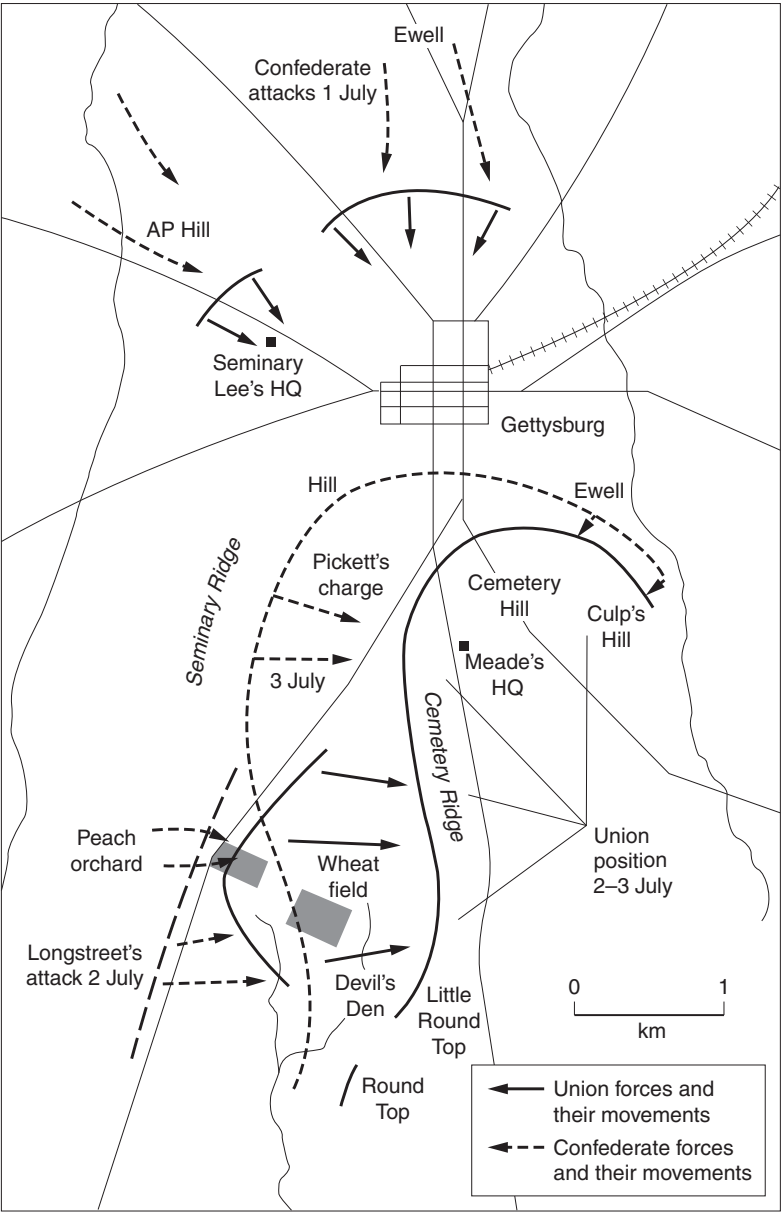 Ewell
Confederate
attacks 1 July
AP Hill
Seminary
Lee's HQ
Gettysburg
Hill
Ewell
Seminary Ridge
Pickett's
charge
Cemetery
Hill
Culp's
Hill
3 July
Meade's
HQ
Cemetery Ridge
Peach
orchard
Wheat
field
Union
position
2–3 July
Longstreet's
attack 2 July
Devil's
Den
Little
Round
Top
0 1
km
Round
Top
Union forces and
their movements
Confederate forces
and their movements